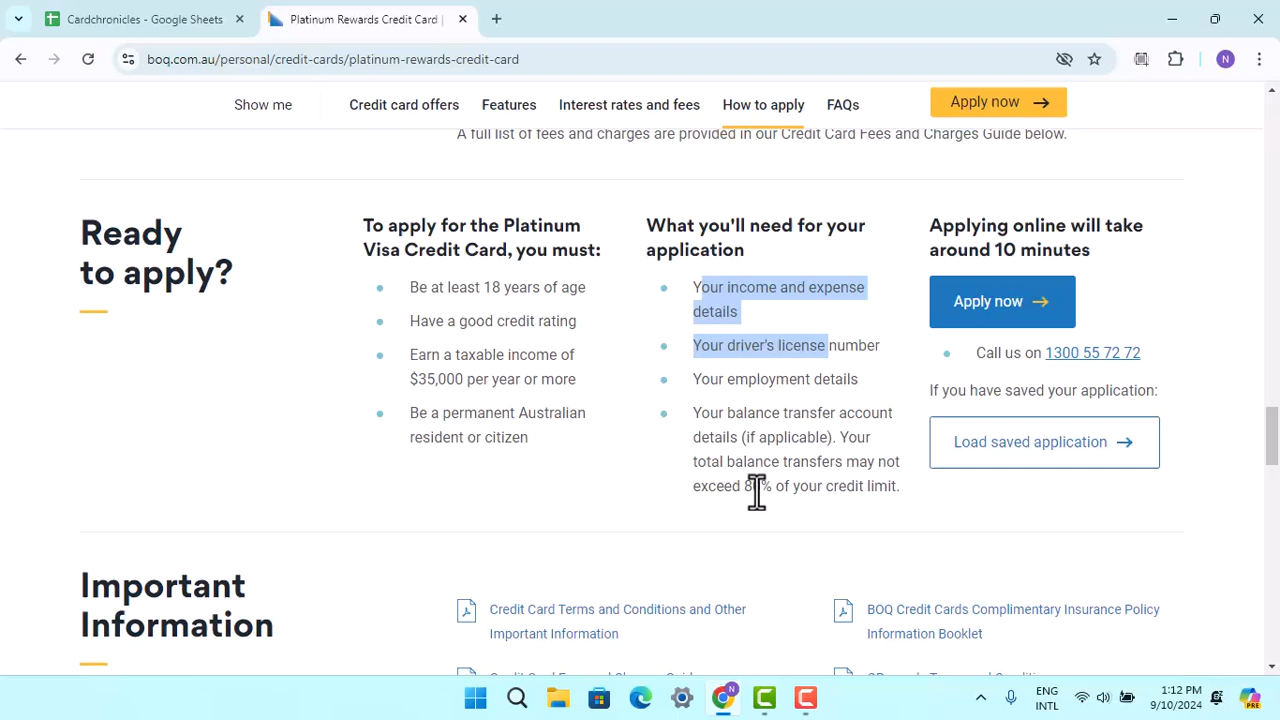 Cardchronicles - Google Sheets
Platinum Rewards Credit Card |
boq.com.au/personal/credit-cards/platinum-rewards-credit-card
N
Show me
Credit card offers
Features
Interest rates and fees
How to apply
FAQs
Apply now
A full list of fees and charges are provided in our Credit Card Fees and Charges Guide below.
Ready
to apply?
To apply for the Platinum
Visa Credit Card, you must:
Be at least 18 years of age
Have a good credit rating
Earn a taxable income of
$35,000 per year or more
Be a permanent Australian
resident or citizen
What you'll need for your
application
Your income and expense
details
Your driver's license number
Your employment details
Your balance transfer account
details (if applicable). Your
total balance transfers may not
exceed 8 % of your credit limit.
Applying online will take
around 10 minutes
Apply now
Call us on 1300 55 72 72
If you have saved your application:
Load saved application
Important
Information
Credit Card Terms and Conditions and Other
Important Information
BOQ Credit Cards Complimentary Insurance Policy
Information Booklet
N
ENG
INTL
1:12 PM
9/10/2024
PRE